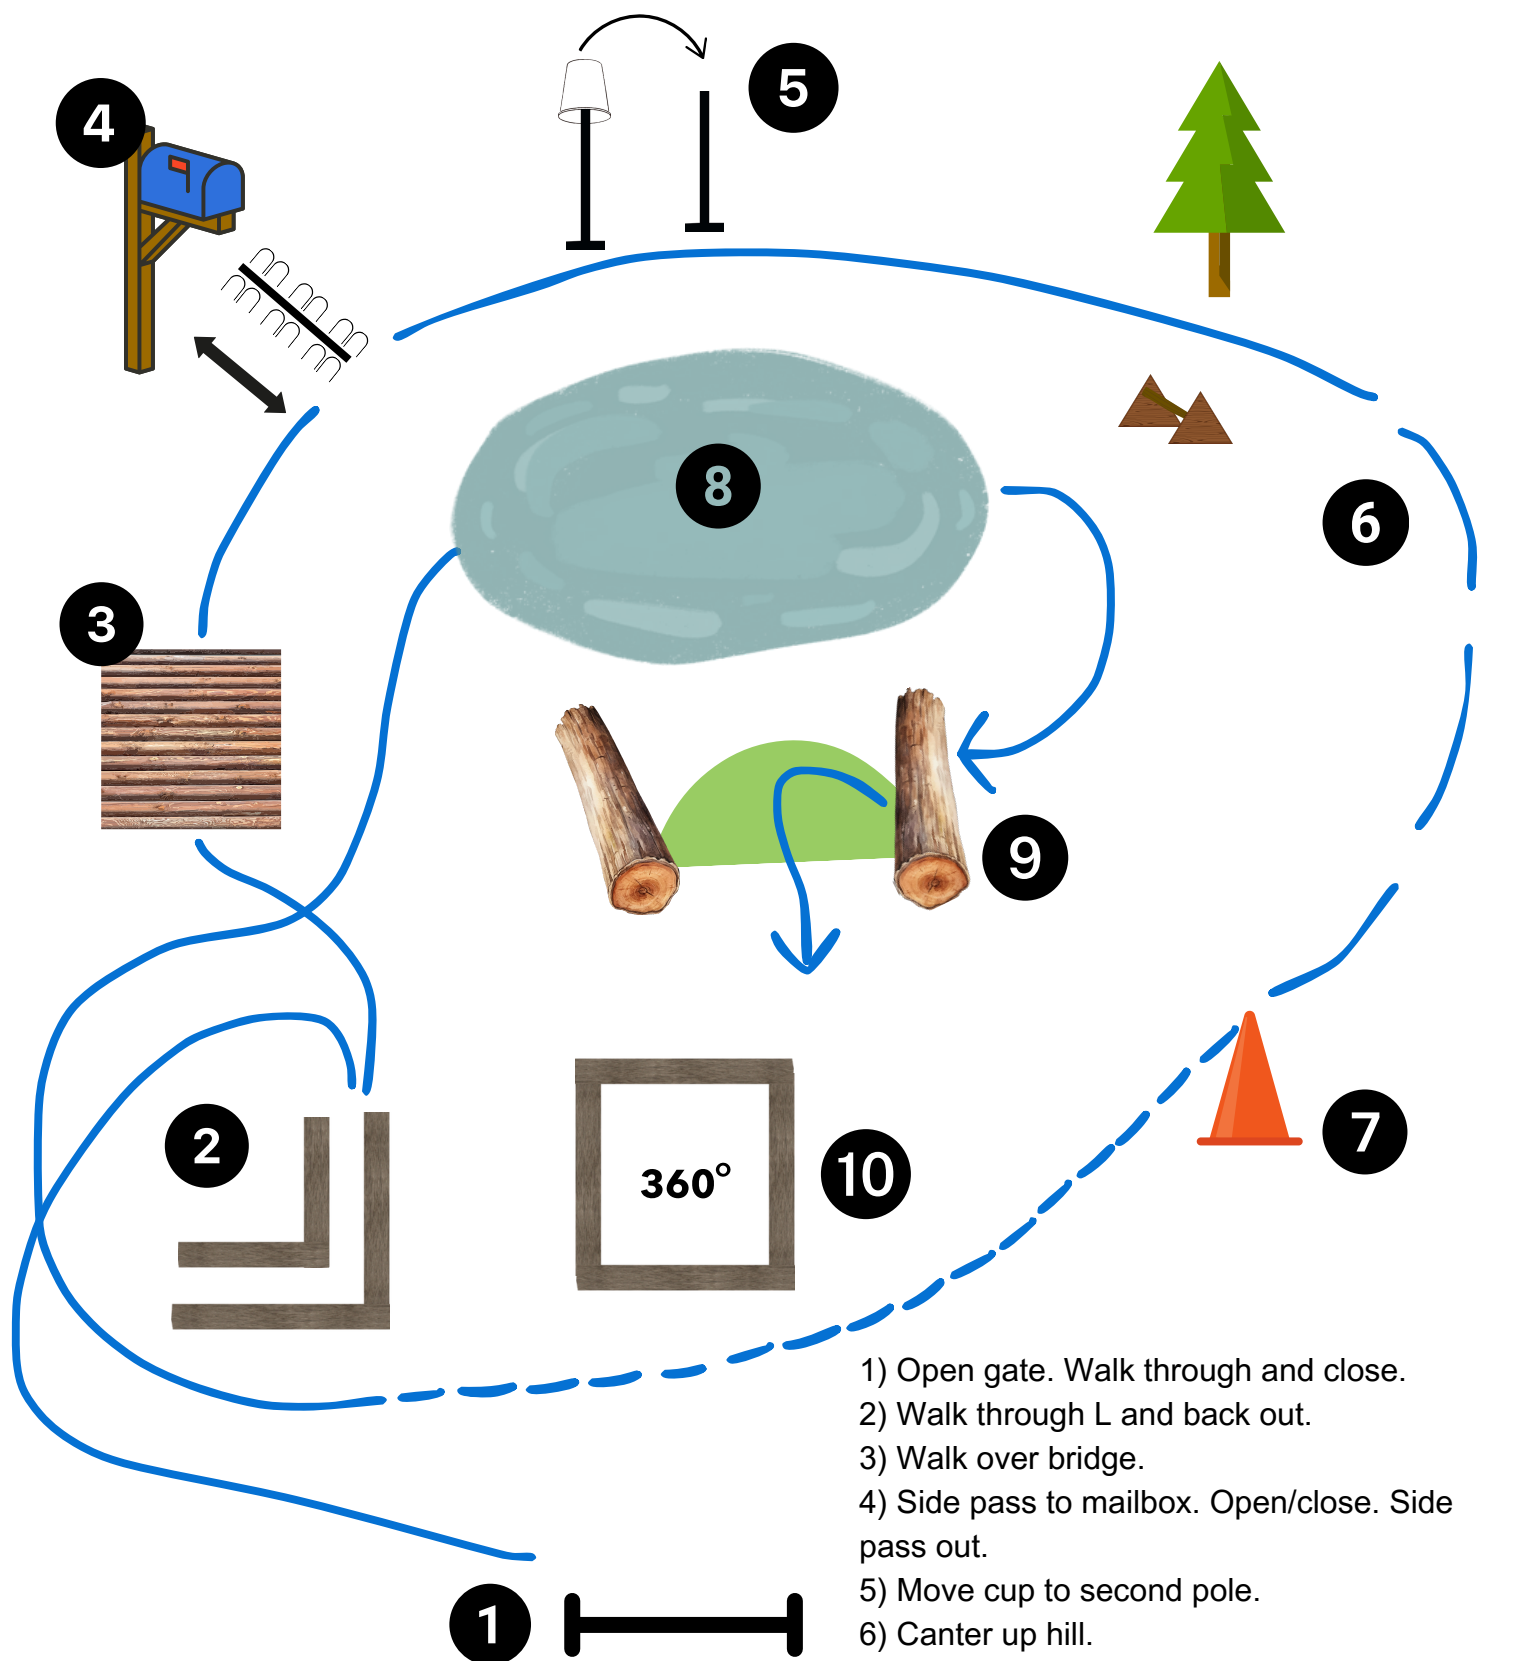 4
5
6
8
3
9
2
360°
10
7
1) Open gate. Walk through and close.
2) Walk through L and back out.
3) Walk over bridge.
4) Side pass to mailbox. Open/close. Side
pass out.
5) Move cup to second pole.
6) Canter up hill.
1